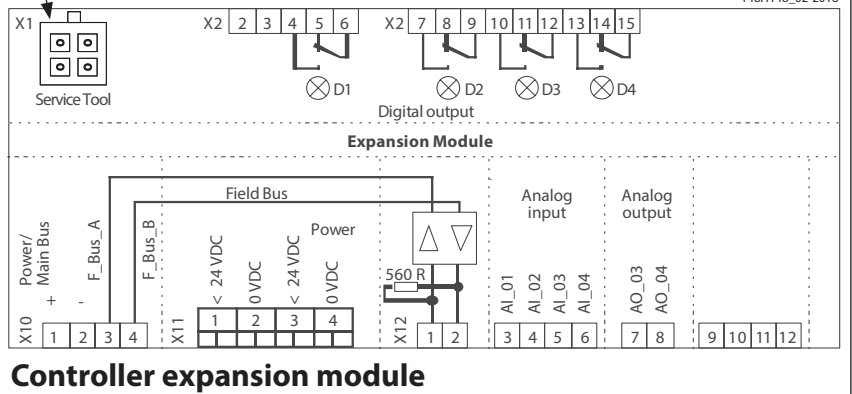 X1
X2 2 3 4 5 6
X2 7 8 9 10 11 12 13 14 15
Service Tool
D1
D2
D3
D4
Digital output
Expansion Module
Field Bus
Power/
Main Bus
+
-
F_Bus_A
F_Bus_B
Power
< 24 VDC
0 VDC
< 24 VDC
0 VDC
560 R
Analog
input
AI_01
AI_02
AI_03
AI_04
Analog
output
AO_03
AO_04
X10 1 2 3 4
X11 1 2 3 4
X12 1 2
3 4 5 6
7 8
9 10 11 12
Controller expansion module